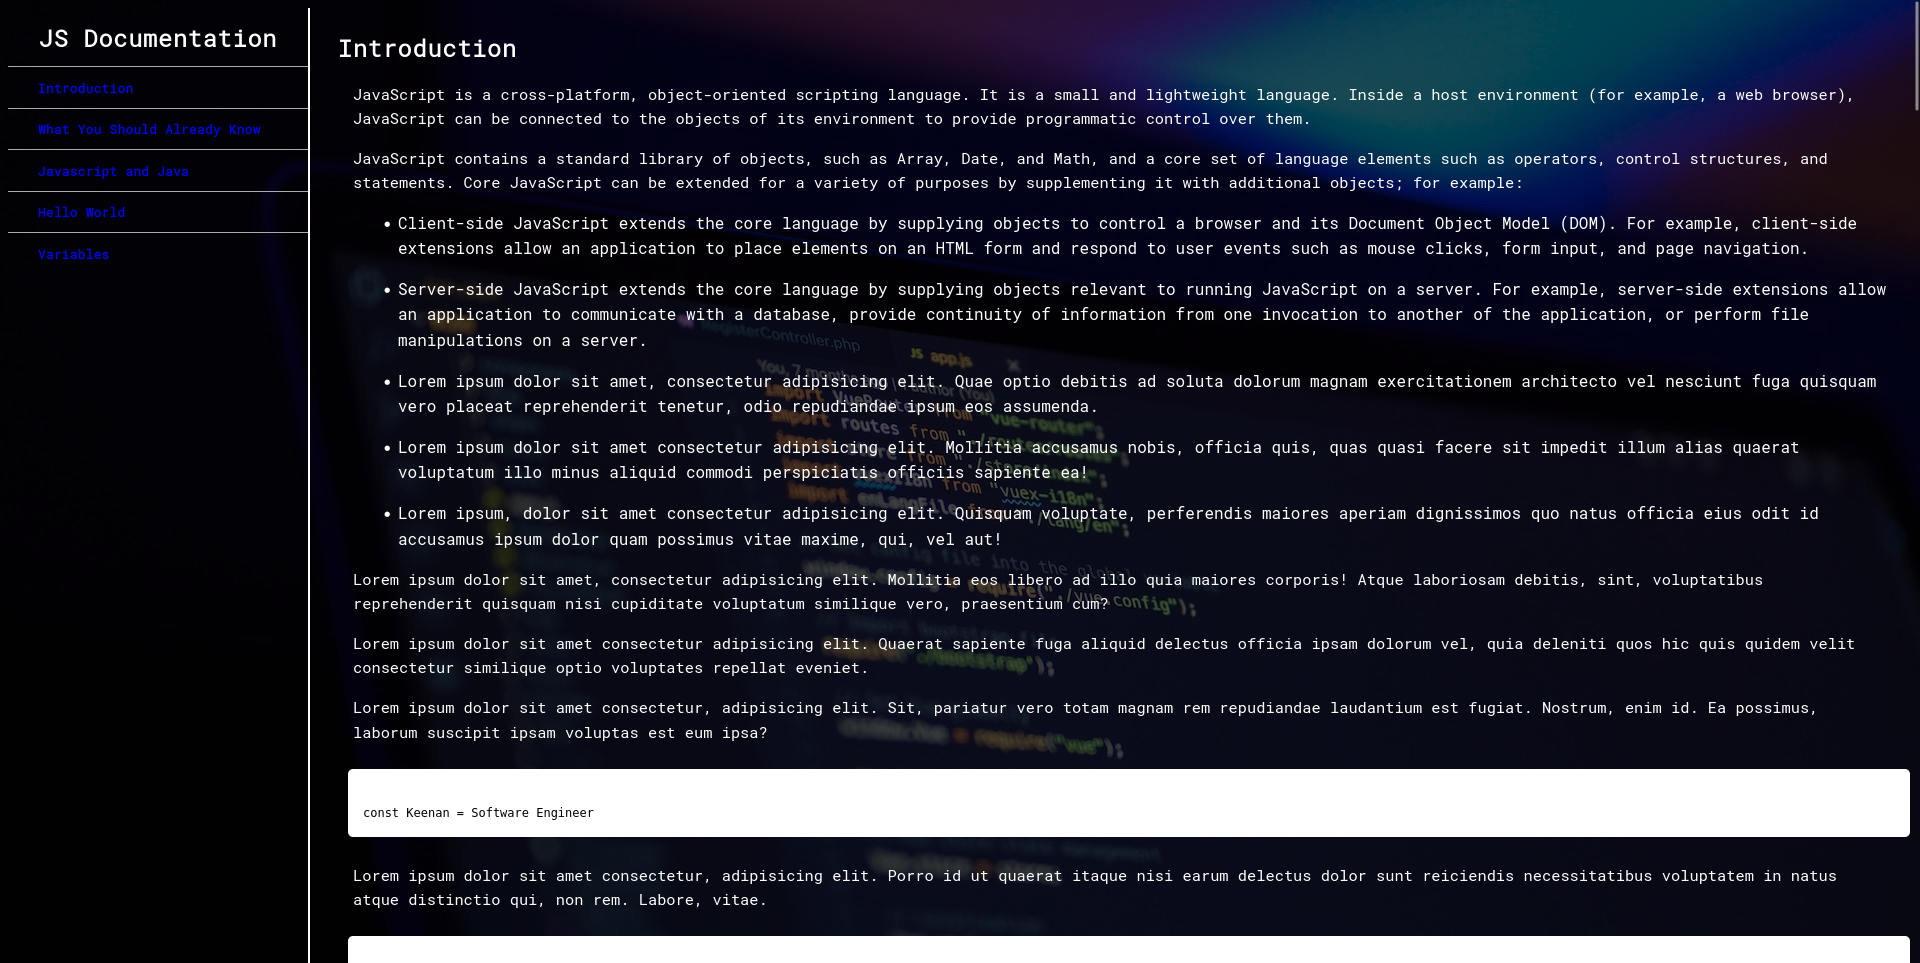 JS Documentation
Introduction
What You Should Already Know
Javascript and Java
Hello World
Variables
Introduction
JavaScript is a cross-platform, object-oriented scripting language. It is a small and lightweight language. Inside a host environment (for example, a web browser),
JavaScript can be connected to the objects of its environment to provide programmatic control over them.
JavaScript contains a standard library of objects, such as Array, Date, and Math, and a core set of language elements such as operators, control structures, and
statements. Core JavaScript can be extended for a variety of purposes by supplementing it with additional objects; for example:
• Client-side JavaScript extends the core language by supplying objects to control a browser and its Document Object Model (DOM). For example, client-side
extensions allow an application to place elements on an HTML form and respond to user events such as mouse clicks, form input, and page navigation.
• Server-side JavaScript extends the core language by supplying objects relevant to running JavaScript on a server. For example, server-side extensions allow
an application to communicate with a database, provide continuity of information from one invocation to another of the application, or perform file
manipulations on a server.
RegisterController.php
JS app.js
• Lorem ipsum dolor sit amet, consectetur adipisicing elit. Quae optio debitis ad soluta dolorum magnam exercitationem architecto vel nesciunt fuga quisquam
vero placeat reprehenderit tenetur, odio repudiandae ipsum eos assumenda.
• Lorem ipsum dolor sit amet consectetur adipisicing elit. Mollitia accusamus nobis, officia quis, quas quasi facere sit impedit illum alias quaerat
voluptatum illo minus aliquid commodi perspiciatis officiis sapiente ea!
• Lorem ipsum, dolor sit amet consectetur adipisicing elit. Quisquam voluptate, perferendis maiores aperiam dignissimos quo natus officia eius odit id
accusamus ipsum dolor quam possimus vitae maxime, qui, vel aut!
Lorem ipsum dolor sit amet, consectetur adipisicing elit. Mollitia eos libero ad illo quia maiores corporis! Atque laboriosam debitis, sint, voluptatibus
reprehenderit quisquam nisi cupiditate voluptatum similique vero, praesentium cum?
Lorem ipsum dolor sit amet consectetur adipisicing elit. Quaerat sapiente fuga aliquid delectus officia ipsam dolorum vel, quia deleniti quos hic quis quidem velit
consectetur similique optio voluptates repellat eveniet.
Lorem ipsum dolor sit amet consectetur, adipisicing elit. Sit, pariatur vero totam magnam rem repudiandae laudantium est fugiat. Nostrum, enim id. Ea possimus,
laborum suscipit ipsam voluptas est eum ipsa?
const Keenan = Software Engineer
Lorem ipsum dolor sit amet consectetur, adipisicing elit. Porro id ut quaerat itaque nisi earum delectus dolor sunt reiciendis necessitatibus voluptatem in natus
atque distinctio qui, non rem. Labore, vitae.